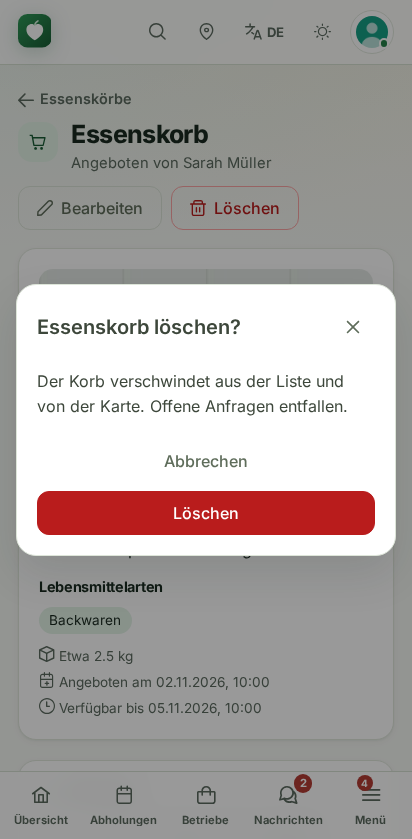 DE
Essenskörbe
Essenskorb
Angeboten von Sarah Müller
Bearbeiten
Löschen
Essenskorb löschen?
Der Korb verschwindet aus der Liste und
von der Karte. Offene Anfragen entfallen.
Abbrechen
Löschen
Lebensmittelarten
Backwaren
Etwa 2.5 kg
Angeboten am 02.11.2026, 10:00
Verfügbar bis 05.11.2026, 10:00
2
4
Übersicht
Abholungen
Betriebe
Nachrichten
Menü